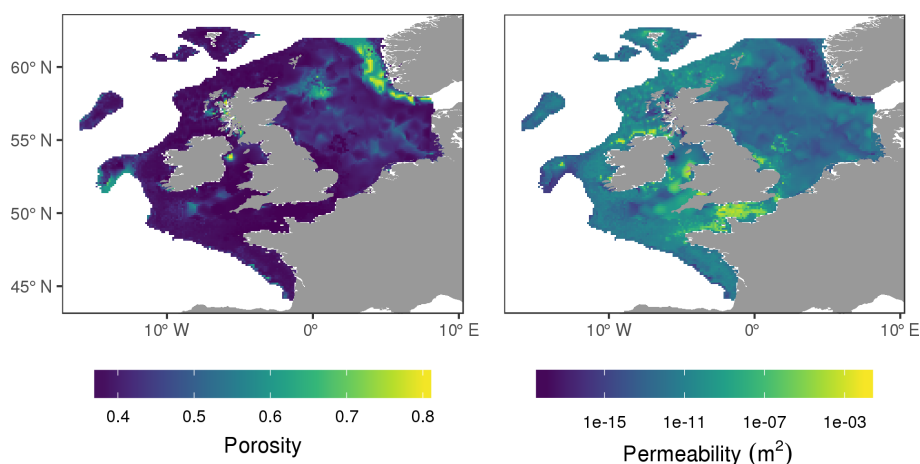 60° N
55° N
50° N
45° N
10° W 0° 10° E 10° W 0° 10° E
0.4 0.5 0.6 0.7 0.8
Porosity
1e-15 1e-11 1e-07 1e-03
Permeability (m²)